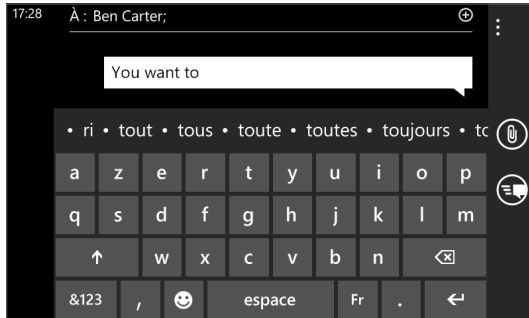 17:28
À : Ben Carter;
You want to
• ri • tout • tous • toute • toutes • toujours • to
a z e r t y u i o p
q s d f g h j k l m
w x c v b n
&123 , espace Fr .